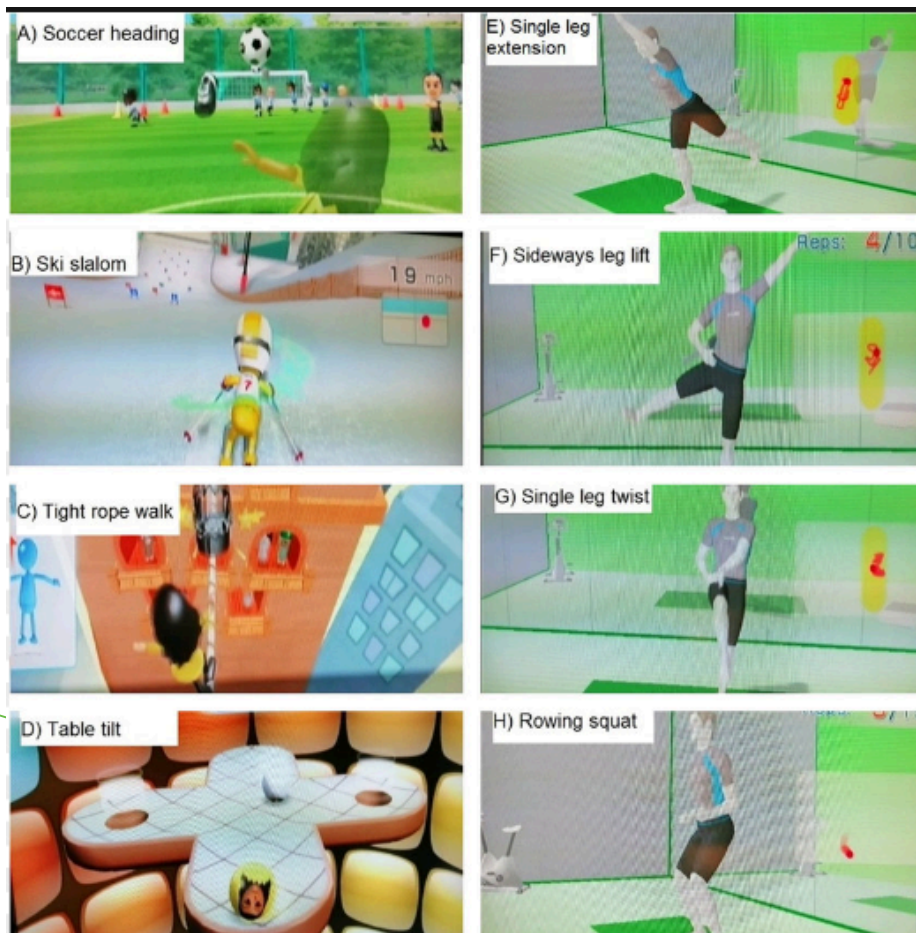 A) Soccer heading
E) Single leg
extension
B) Ski slalom
19 mph
7
F) Sideways leg lift
Reps: 4/10
C) Tight rope walk
G) Single leg twist
D) Table tilt
H) Rowing squat